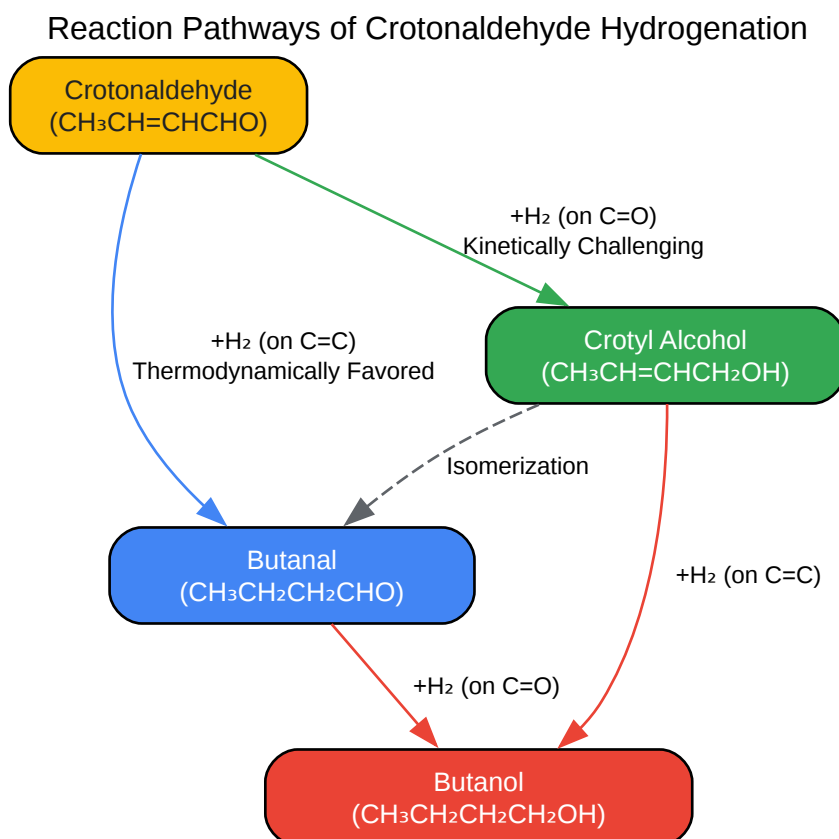 Reaction Pathways of Crotonaldehyde Hydrogenation
Crotonaldehyde
(CH₃CH=CHCHO)
+H₂ (on C=O)
Kinetically Challenging
+H₂ (on C=C)
Thermodynamically Favored
Crotyl Alcohol
(CH₃CH=CHCH₂OH)
Isomerization
Butanal
(CH₃CH₂CH₂CHO)
+H₂ (on C=C)
+H₂ (on C=O)
Butanol
(CH₃CH₂CH₂CH₂OH)